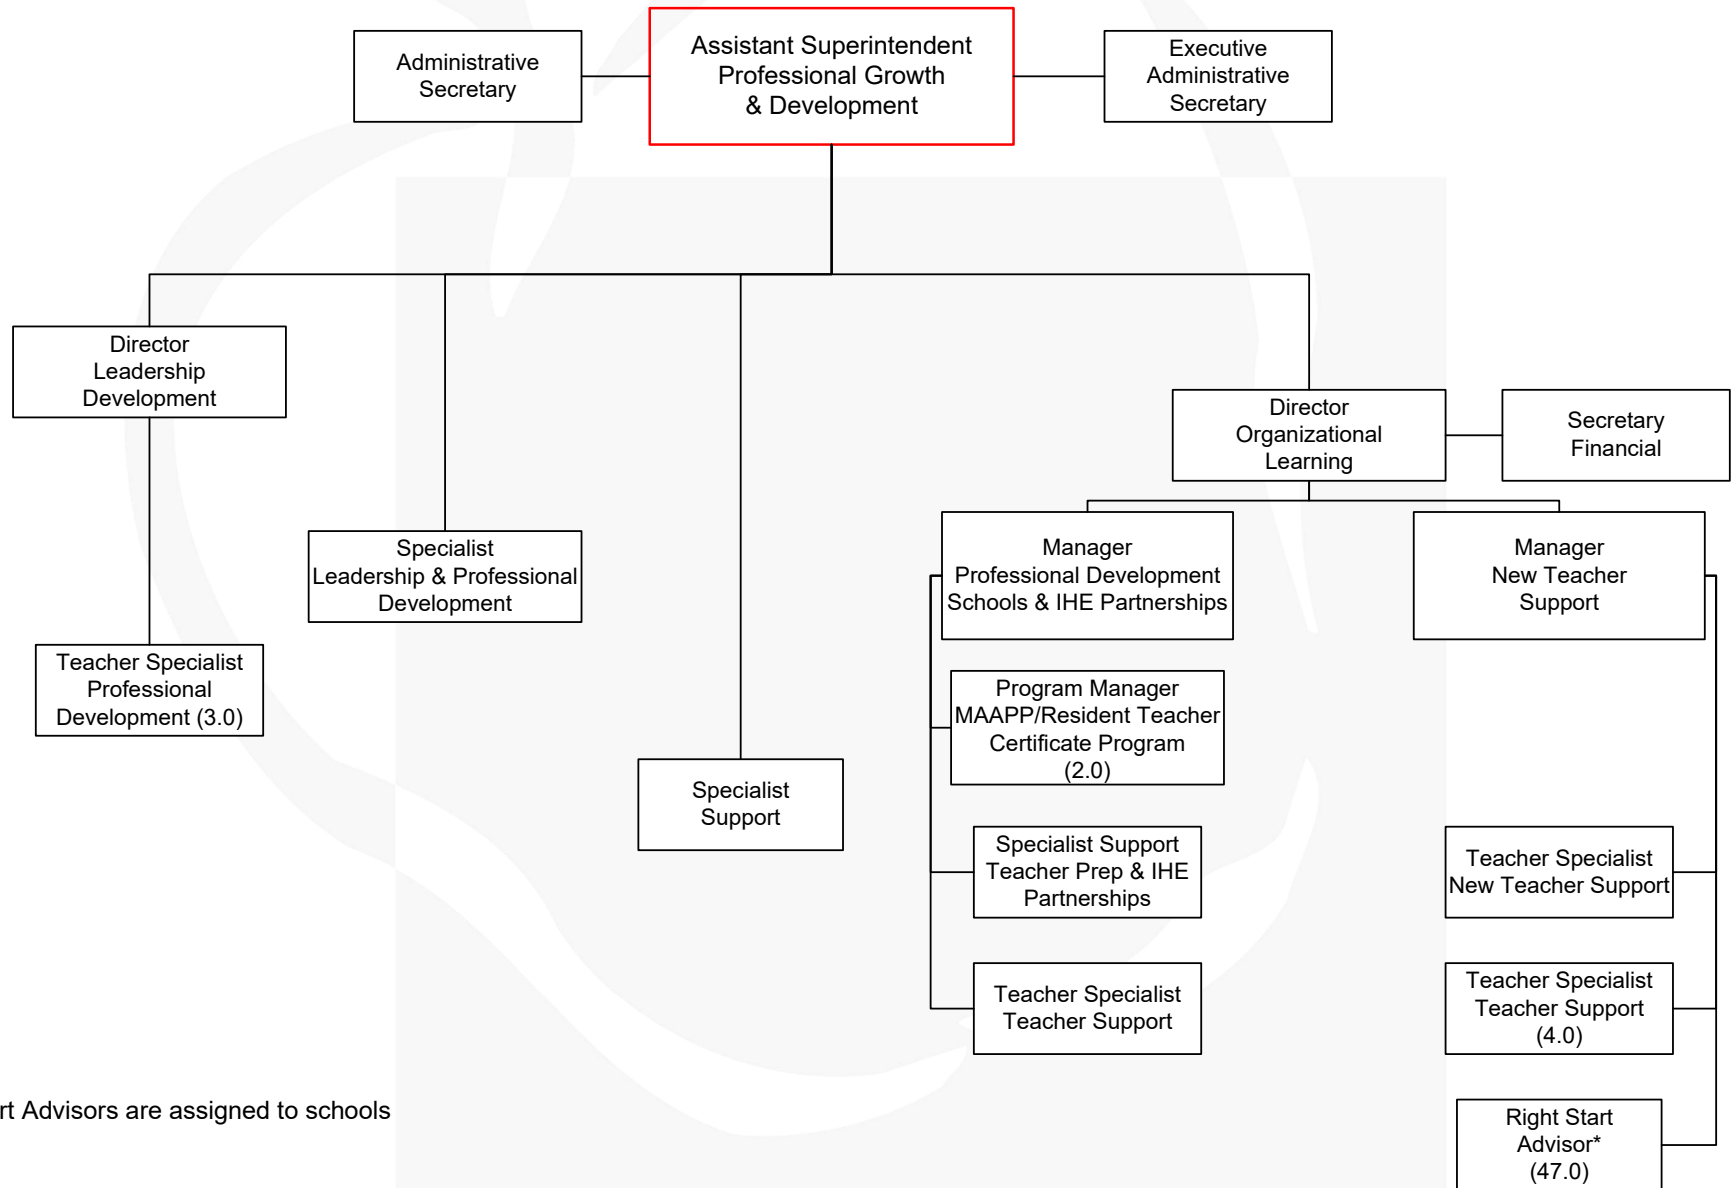 Administrative
Secretary
Assistant Superintendent
Professional Growth
& Development
Executive
Administrative
Secretary
Director
Leadership
Development
Director
Organizational
Learning
Secretary
Financial
Specialist
Leadership & Professional
Development
Manager
Professional Development
Schools & IHE Partnerships
Manager
New Teacher
Support
Teacher Specialist
Professional
Development (3.0)
Program Manager
MAAPP/Resident Teacher
Certificate Program
(2.0)
Specialist
Support
Specialist Support
Teacher Prep & IHE
Partnerships
Teacher Specialist
New Teacher Support
Teacher Specialist
Teacher Support
Teacher Specialist
Teacher Support
(4.0)
Advisors are assigned to schools
Right Start
Advisor*
(47.0)